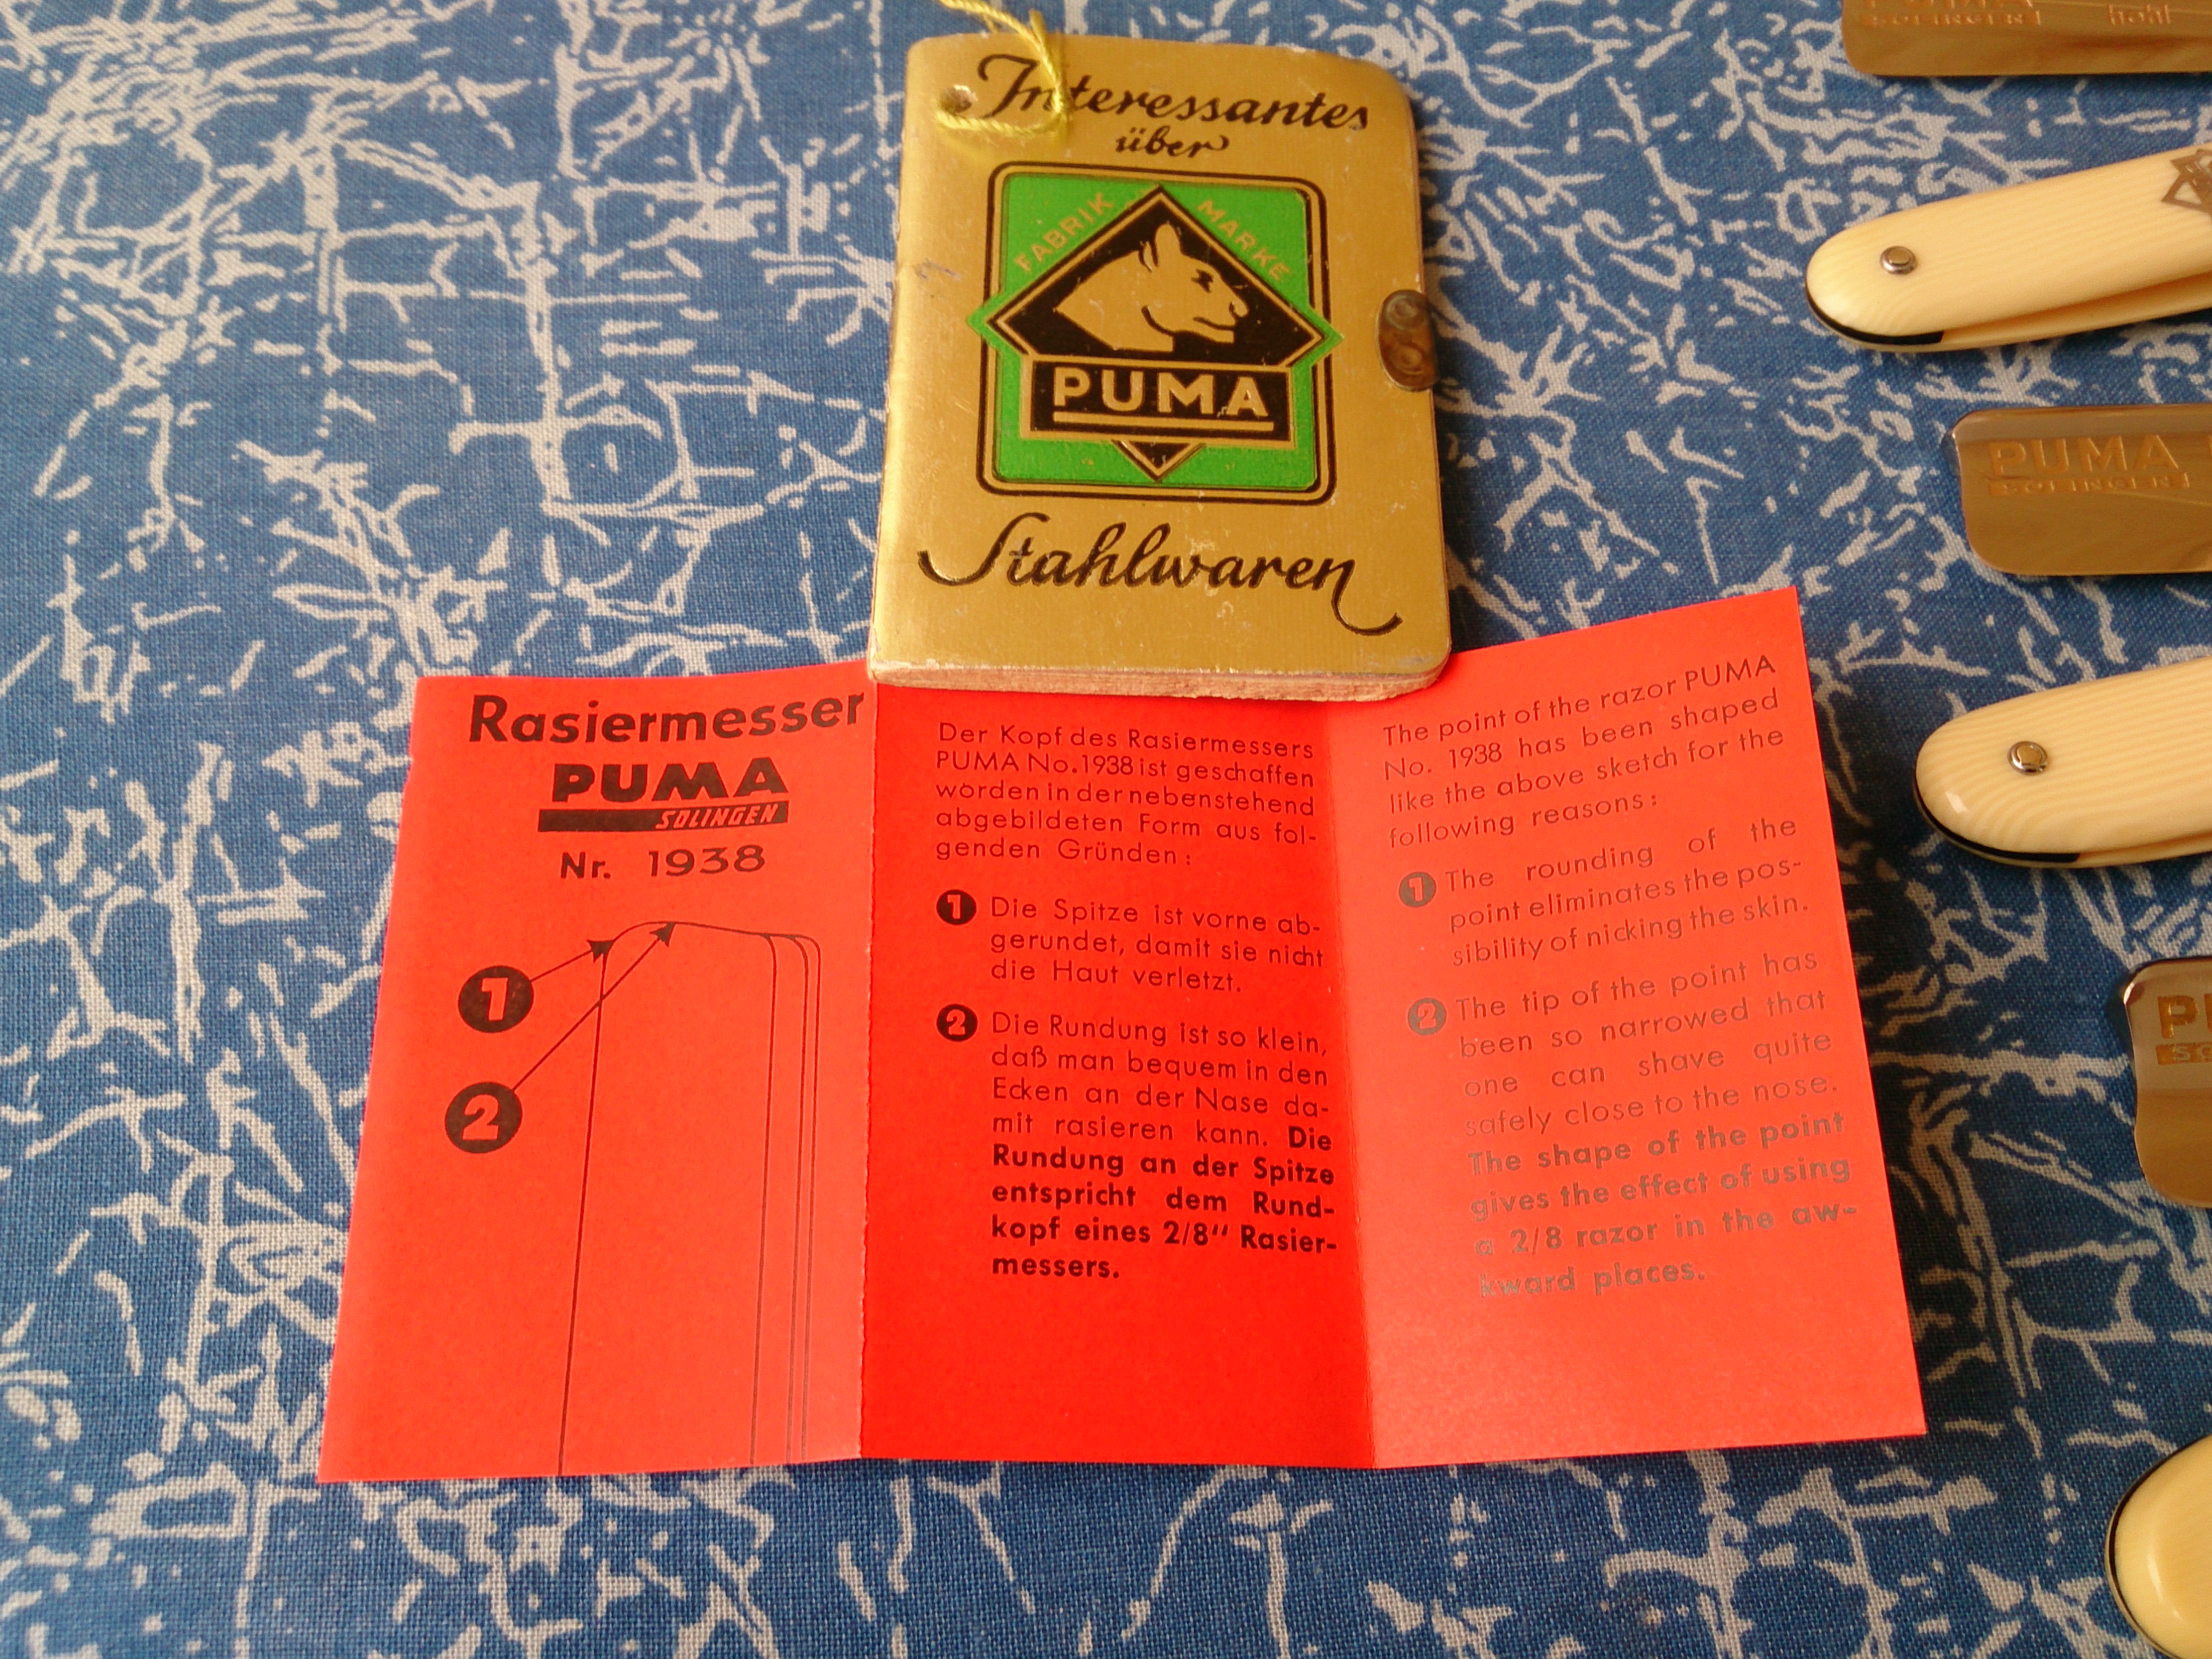 Interessantes
über
FABRIK MARKE
PUMA
Stahlwaren
Rasiermesser
PUMA
SOLINGEN
Nr. 1938
1
2
Der Kopf des Rasiermessers
PUMA No. 1938 ist geschaffen
worden in der nebenstehend
abgebildeten Form aus fol-
genden Gründen:
1 Die Spitze ist vorne ab-
gerundet, damit sie nicht
die Haut verletzt.
2 Die Rundung ist so klein,
daß man bequem in den
Ecken an der Nase da-
mit rasieren kann. Die
Rundung an der Spitze
entspricht dem Rund-
kopf eines 2/8" Rasier-
messers.
The point of the razor PUMA
No. 1938 has been shaped
like the above sketch for the
following reasons:
1 The rounding of the
point eliminates the pos-
sibility of nicking the skin.
2 The tip of the point has
been so narrowed that
one can shave quite
safely close to the nose.
The shape of the point
gives the effect of using
a 2/8 razor in the aw-
kward places.
PUMA
SOLINGEN hohl
PUMA
SOLINGEN